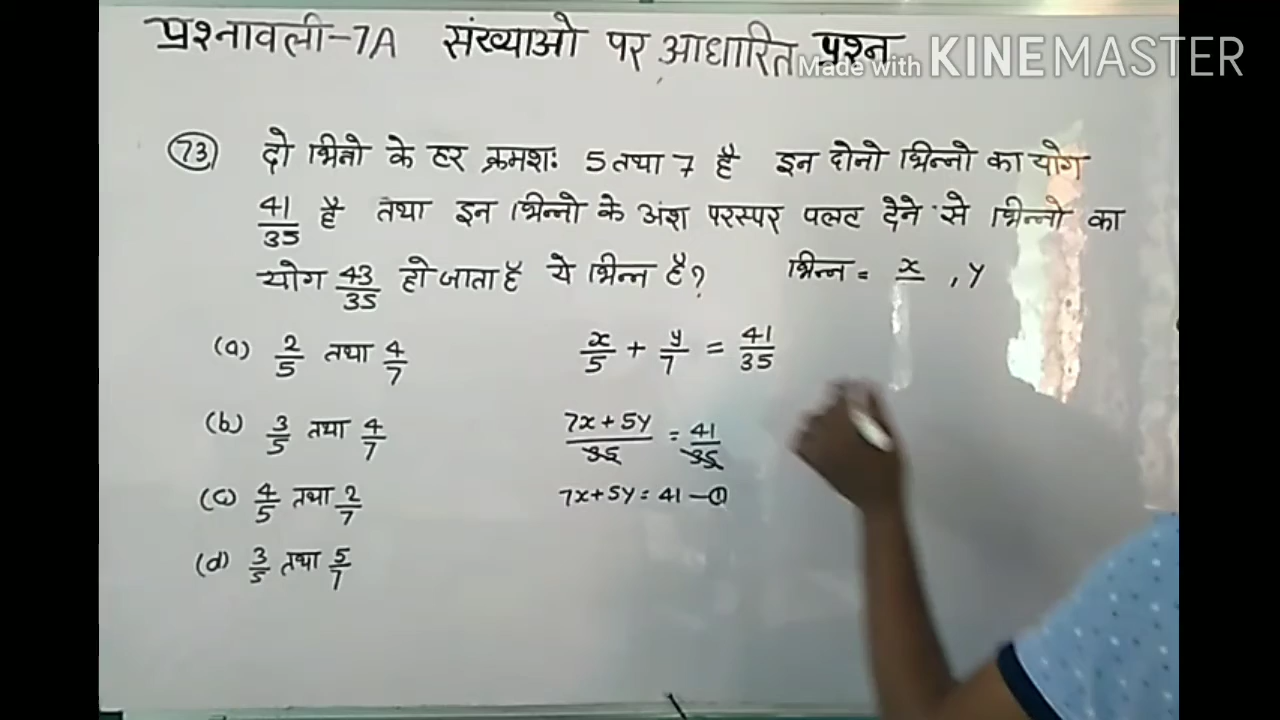 प्रश्नावली-7A संख्याओ पर आधारित प्रश्न
Made with KINEMASTER
73) दो भिन्नो के हर क्रमशः 5 तथा 7 है इन दोनो भिन्नो का योग
41/35 है तथा इन भिन्नो के अंश परस्पर पलट देने से भिन्नो का
योग 43/35 हो जाता है ये भिन्न है? भिन्न = x , y
(a) 2/5 तथा 4/7
x/5 + y/7 = 41/35
(b) 3/5 तथा 4/7
7x+5y/35 = 41/35
(c) 4/5 तथा 2/7
7x+5y = 41 —①
(d) 3/5 तथा 5/7